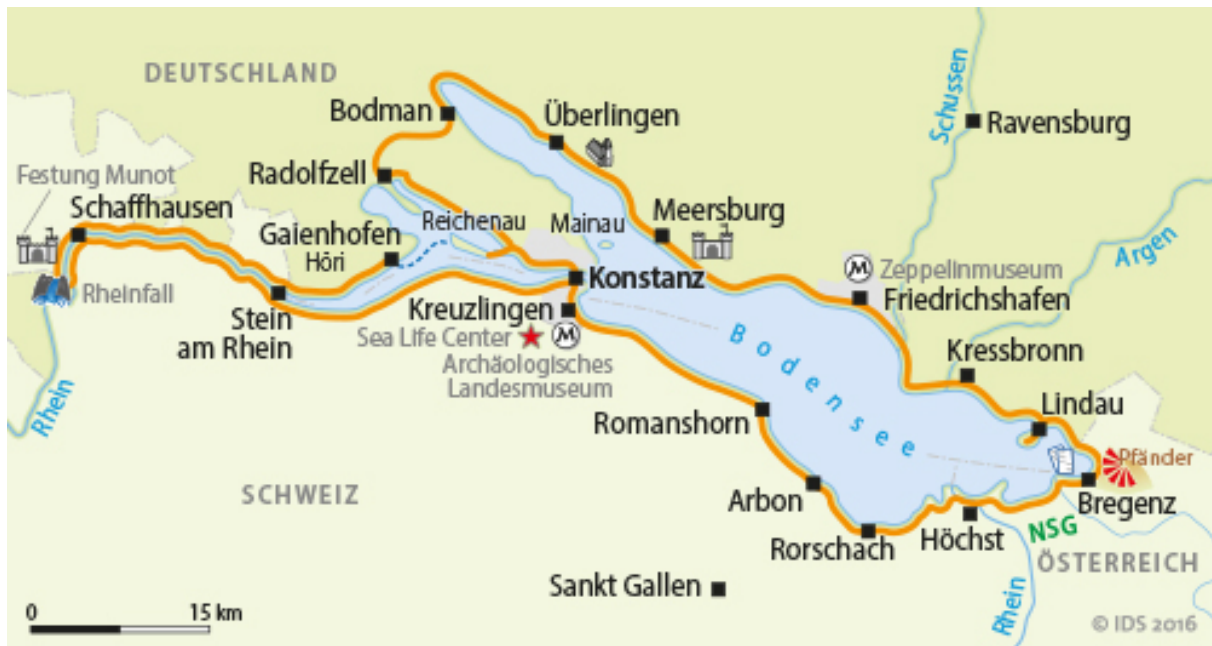 DEUTSCHLAND
Bodman
Überlingen
Schussen
Ravensburg
Festung Munot
Radolfzell
Schaffhausen
Reichenau
Mainau
Meersburg
Gaienhofen
Höri
Argen
Rheinfall
Konstanz
M
Zeppelinmuseum
Friedrichshafen
Stein
am Rhein
Kreuzlingen
Sea Life Center
M
Archäologisches
Landesmuseum
Bodensee
Kressbronn
Rhein
Romanshorn
Lindau
Pfänder
SCHWEIZ
Arbon
Bregenz
Rorschach
Höchst
NSG
ÖSTERREICH
Sankt Gallen
Rhein
0 15 km
© IDS 2016